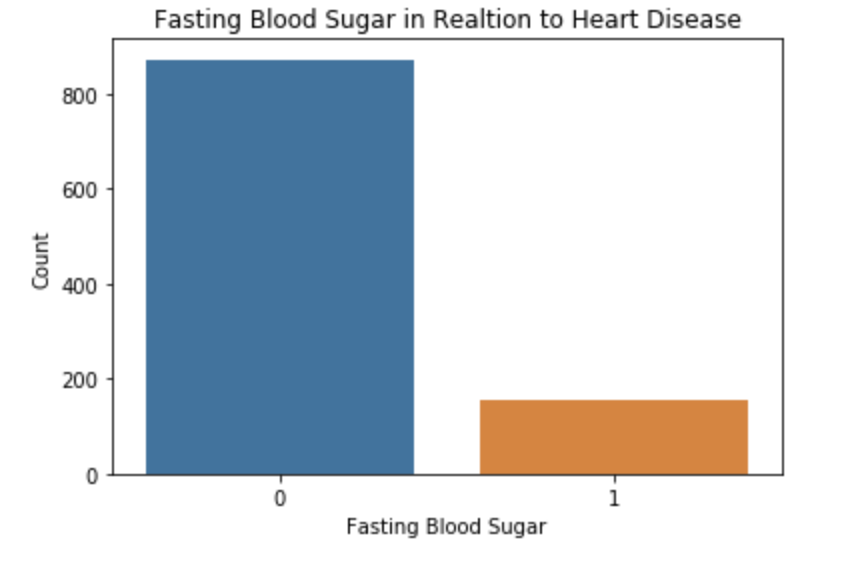 Fasting Blood Sugar in Realtion to Heart Disease
800
600
400
200
0
Count
0 1
Fasting Blood Sugar